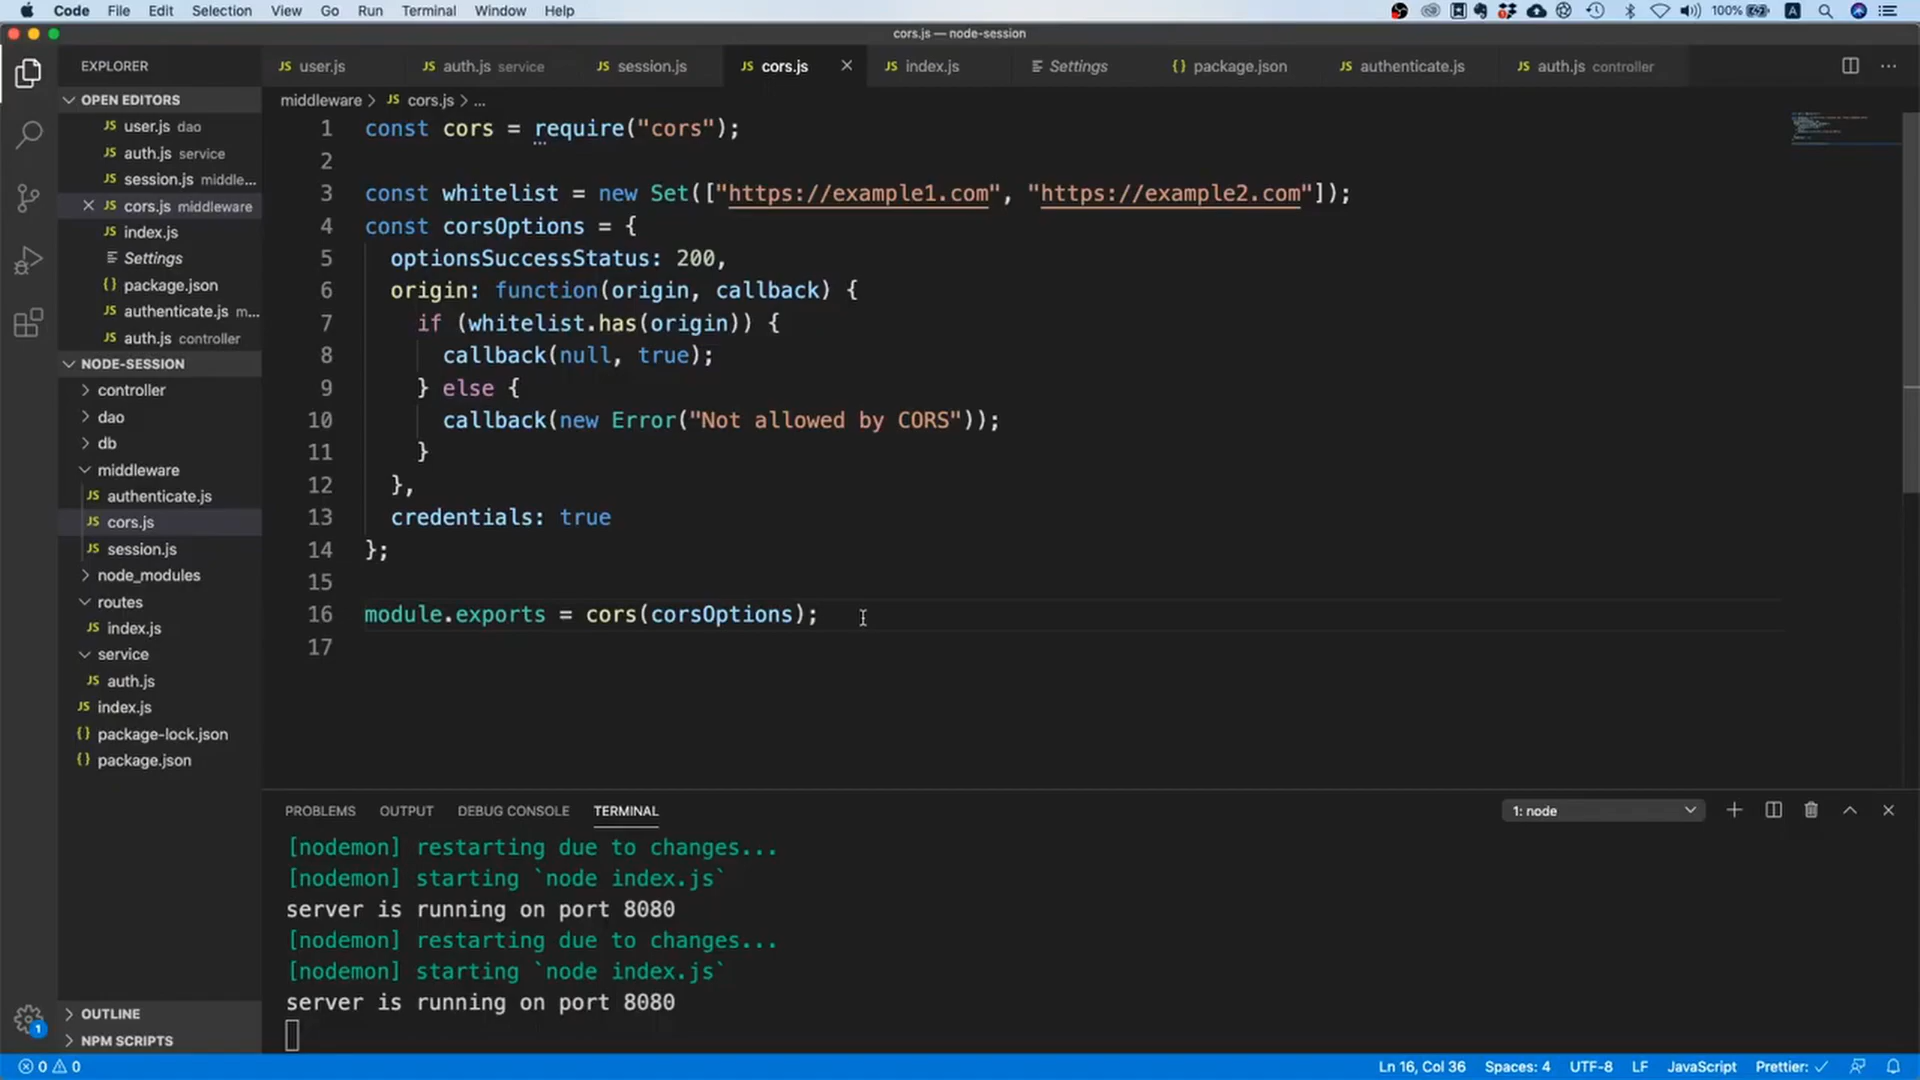 Code File Edit Selection View Go Run Terminal Window Help 100% A
cors.js — node-session
EXPLORER
JS user.js JS auth.js service JS session.js JS cors.js JS index.js Settings {} package.json JS authenticate.js JS auth.js controller
OPEN EDITORS
JS user.js dao
JS auth.js service
JS session.js middle...
JS cors.js middleware
JS index.js
Settings
{} package.json
JS authenticate.js m...
JS auth.js controller
NODE-SESSION
controller
dao
db
middleware
JS authenticate.js
JS cors.js
JS session.js
node_modules
routes
JS index.js
service
JS auth.js
JS index.js
{} package-lock.json
{} package.json
OUTLINE
NPM SCRIPTS
middleware > JS cors.js > ...
1 const cors = require("cors");
2
3 const whitelist = new Set(["https://example1.com", "https://example2.com"]);
4 const corsOptions = {
5 optionsSuccessStatus: 200,
6 origin: function(origin, callback) {
7 if (whitelist.has(origin)) {
8 callback(null, true);
9 } else {
10 callback(new Error("Not allowed by CORS"));
11 }
12 },
13 credentials: true
14 };
15
16 module.exports = cors(corsOptions);
17
PROBLEMS OUTPUT DEBUG CONSOLE TERMINAL 1: node
[nodemon] restarting due to changes...
[nodemon] starting `node index.js`
server is running on port 8080
[nodemon] restarting due to changes...
[nodemon] starting `node index.js`
server is running on port 8080
1
0 0 Ln 16, Col 36 Spaces: 4 UTF-8 LF JavaScript Prettier: ✓